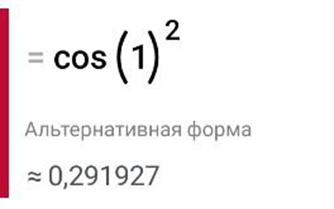 = cos(1)²
Альтернативная форма
≈ 0,291927